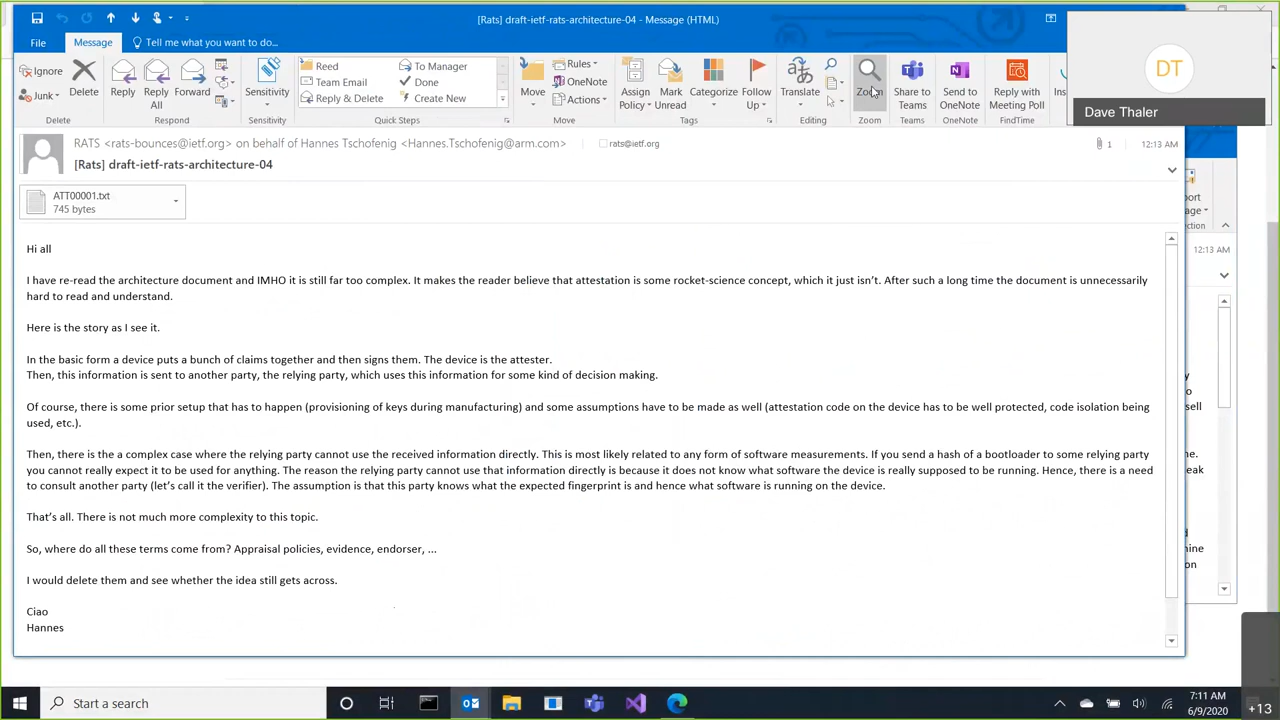 [Rats] draft-ietf-rats-architecture-04 - Message (HTML)
File
Message
Tell me what you want to do...
Ignore
Junk
Delete
Delete
Reply
Reply All
Forward
Respond
Sensitivity
Sensitivity
Reed
Team Email
Reply & Delete
To Manager
Done
Create New
Quick Steps
Move
Rules
OneNote
Actions
Move
Assign Policy
Mark Unread
Categorize
Follow Up
Tags
Translate
Editing
Zoom
Zoom
Share to Teams
Teams
Send to OneNote
OneNote
Reply with Meeting Poll
FindTime
DT
Dave Thaler
RATS <rats-bounces@ietf.org> on behalf of Hannes Tschofenig <Hannes.Tschofenig@arm.com>
rats@ietf.org
1
12:13 AM
[Rats] draft-ietf-rats-architecture-04
12:13 AM
ATT00001.txt
745 bytes
Hi all
I have re-read the architecture document and IMHO it is still far too complex. It makes the reader believe that attestation is some rocket-science concept, which it just isn't. After such a long time the document is unnecessarily
hard to read and understand.
Here is the story as I see it.
In the basic form a device puts a bunch of claims together and then signs them. The device is the attester.
Then, this information is sent to another party, the relying party, which uses this information for some kind of decision making.
Of course, there is some prior setup that has to happen (provisioning of keys during manufacturing) and some assumptions have to be made as well (attestation code on the device has to be well protected, code isolation being
used, etc.).
Then, there is the a complex case where the relying party cannot use the received information directly. This is most likely related to any form of software measurements. If you send a hash of a bootloader to some relying party
you cannot really expect it to be used for anything. The reason the relying party cannot use that information directly is because it does not know what software the device is really supposed to be running. Hence, there is a need
to consult another party (let's call it the verifier). The assumption is that this party knows what the expected fingerprint is and hence what software is running on the device.
That's all. There is not much more complexity to this topic.
So, where do all these terms come from? Appraisal policies, evidence, endorser, ...
I would delete them and see whether the idea still gets across.
Ciao
Hannes
Start a search
7:11 AM
6/9/2020
+13